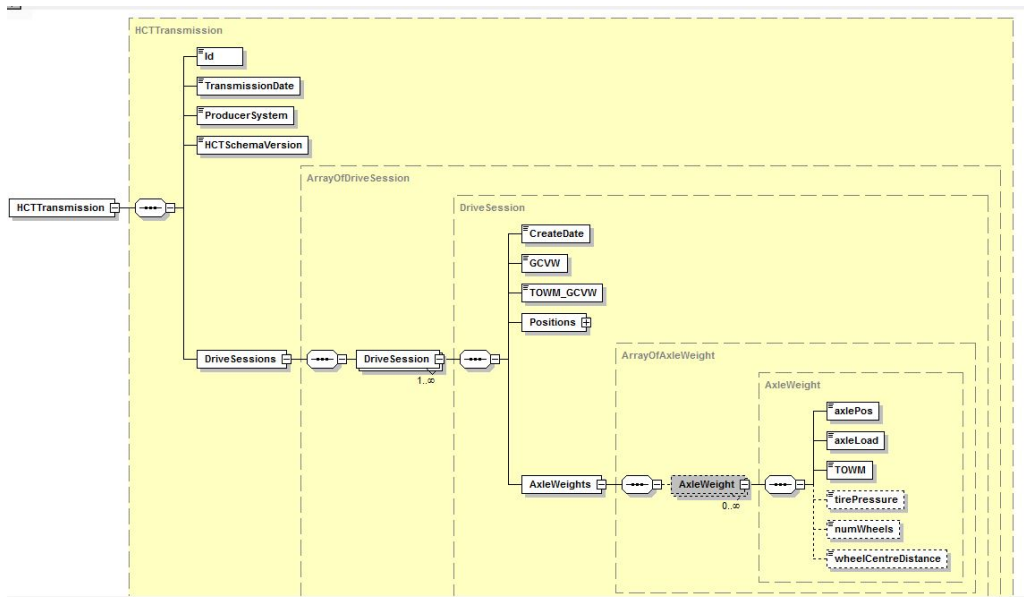 HCTTransmission
Id
TransmissionDate
ProducerSystem
HCTSchemaVersion
ArrayOfDriveSession
HCTTransmission
DriveSession
CreateDate
GCVW
TOWM_GCVW
Positions
ArrayOfAxleWeight
DriveSessions
DriveSession
1..∞
AxleWeight
axlePos
axleLoad
TOWM
AxleWeights
AxleWeight
0..∞
tirePressure
numWheels
wheelCentreDistance